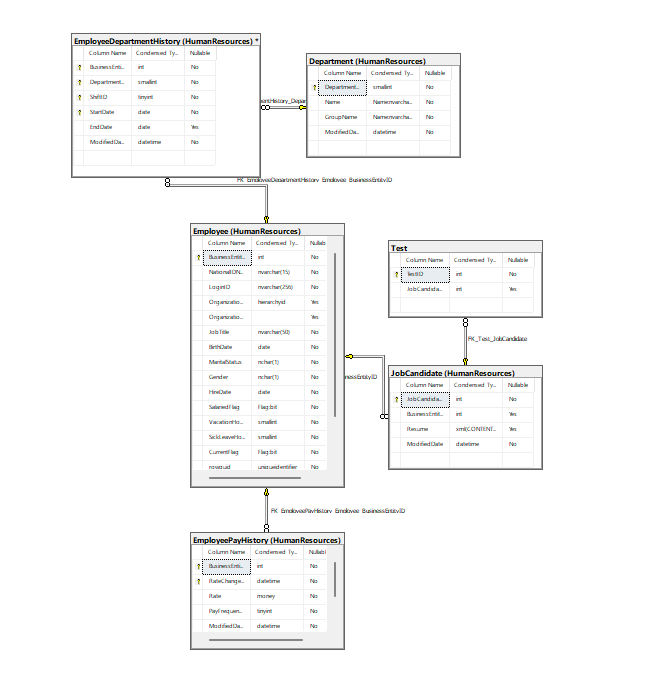 EmployeeDepartmentHistory (HumanResources) *
Column Name Condensed Ty... Nullable
BusinessEnti... int No
Department... smallint No
ShiftID tinyint No
StartDate date No
EndDate date Yes
ModifiedDa... datetime No
Department (HumanResources)
Column Name Condensed Ty... Nullable
Department... smallint No
Name Name:nvarcha... No
GroupName Name:nvarcha... No
ModifiedDa... datetime No
entHistory_Depar
FK_EmployeeDepartmentHistory_Employee_BusinessEntityID
Employee (HumanResources)
Column Name Condensed Ty... Nullabl
BusinessEntit... int No
NationalIDN... nvarchar(15) No
LoginID nvarchar(256) No
Organizatio... hierarchyid Yes
Organizatio... Yes
JobTitle nvarchar(50) No
BirthDate date No
MaritalStatus nchar(1) No
Gender nchar(1) No
HireDate date No
SalariedFlag Flag:bit No
VacationHo... smallint No
SickLeaveHo... smallint No
CurrentFlag Flag:bit No
rowguid uniqueidentifier No
Test
Column Name Condensed Ty... Nullable
TestID int No
JobCandida... int Yes
FK_Test_JobCandidate
nessEntityID
JobCandidate (HumanResources)
Column Name Condensed Ty... Nullable
JobCandida... int No
BusinessEntit... int Yes
Resume xml(CONTENT... Yes
ModifiedDate datetime No
FK_EmployeePayHistory_Employee_BusinessEntityID
EmployeePayHistory (HumanResources)
Column Name Condensed Ty... Nullabl
BusinessEnti... int No
RateChange... datetime No
Rate money No
PayFrequen... tinyint No
ModifiedDa... datetime No